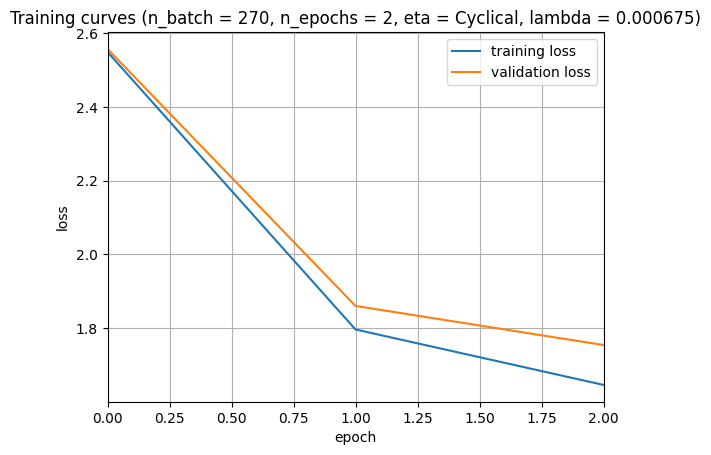 Training curves (n_batch = 270, n_epochs = 2, eta = Cyclical, lambda = 0.000675)
training loss
validation loss
2.6
2.4
2.2
2.0
1.8
loss
0.00 0.25 0.50 0.75 1.00 1.25 1.50 1.75 2.00
epoch